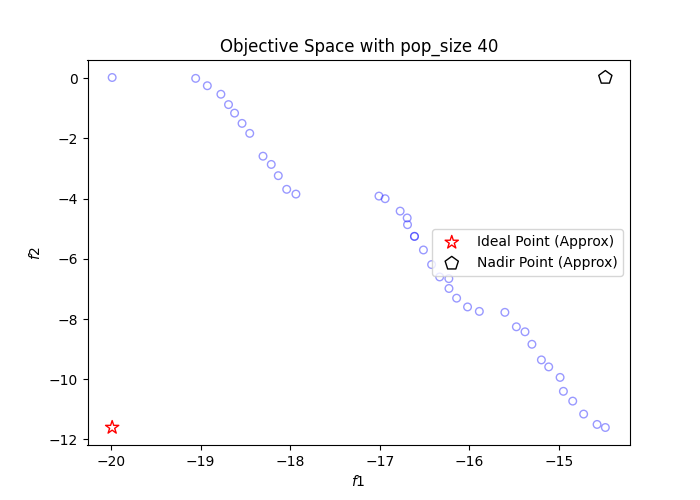 Objective Space with pop_size 40
0
−2
−4
−6
−8
−10
−12
f2
Ideal Point (Approx)
Nadir Point (Approx)
−20
−19
−18
−17
−16
−15
f1